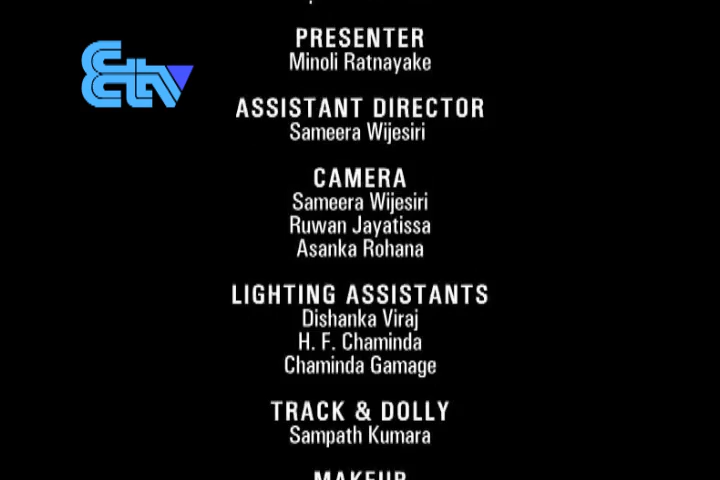 PRESENTER
Minoli Ratnayake
ASSISTANT DIRECTOR
Sameera Wijesiri
CAMERA
Sameera Wijesiri
Ruwan Jayatissa
Asanka Rohana
LIGHTING ASSISTANTS
Dishanka Viraj
H. F. Chaminda
Chaminda Gamage
TRACK & DOLLY
Sampath Kumara
MAKEUP